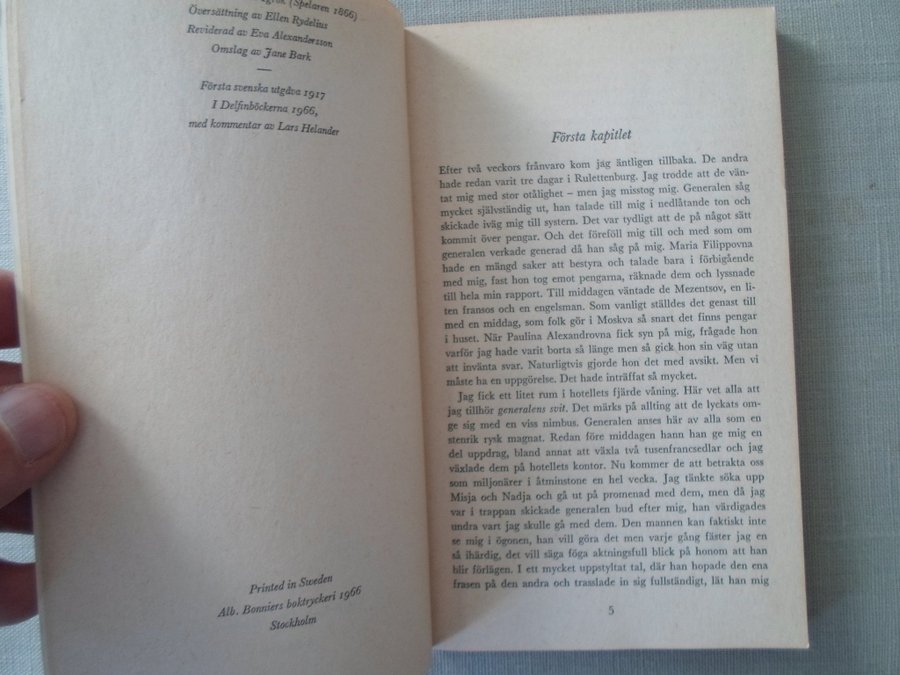 (Spelaren 1866)
Översättning av Ellen Rydelius
Reviderad av Eva Alexandersson
Omslag av Jane Bark
—
Första svenska utgåva 1917
I Delfinböckerna 1966,
med kommentar av Lars Helander
Printed in Sweden
Alb. Bonniers boktryckeri 1966
Stockholm
Första kapitlet
Efter två veckors frånvaro kom jag äntligen tillbaka. De andra
hade redan varit tre dagar i Rulettenburg. Jag trodde att de vän-
tat mig med stor otålighet – men jag misstog mig. Generalen såg
mycket självständig ut, han talade till mig i nedlåtande ton och
skickade iväg mig till systern. Det var tydligt att de på något sätt
kommit över pengar. Och det föreföll mig till och med som om
generalen verkade generad då han såg på mig. Maria Filippovna
hade en mängd saker att bestyra och talade bara i förbigående
med mig, fast hon tog emot pengarna, räknade dem och lyssnade
till hela min rapport. Till middagen väntade de Mezentsov, en li-
ten fransos och en engelsman. Som vanligt ställdes det genast till
med en middag, som folk gör i Moskva så snart det finns pengar
i huset. När Paulina Alexandrovna fick syn på mig, frågade hon
varför jag hade varit borta så länge men så gick hon sin väg utan
att invänta svar. Naturligtvis gjorde hon det med avsikt. Men vi
måste ha en uppgörelse. Det hade inträffat så mycket.
Jag fick ett litet rum i hotellets fjärde våning. Här vet alla att
jag tillhör generalens svit. Det märks på allting att de lyckats om-
ge sig med en viss nimbus. Generalen anses här av alla som en
stenrik rysk magnat. Redan före middagen hann han ge mig en
del uppdrag, bland annat att växla två tusenfrancsedlar och jag
växlade dem på hotellets kontor. Nu kommer de att betrakta oss
som miljonärer i åtminstone en hel vecka. Jag tänkte söka upp
Misja och Nadja och gå ut på promenad med dem, men då jag
var i trappan skickade generalen bud efter mig, han värdigades
undra vart jag skulle gå med dem. Den mannen kan faktiskt inte
se mig i ögonen, han vill göra det men varje gång fäster jag en
så ihärdig, det vill säga föga aktningsfull blick på honom att han
blir förlägen. I ett mycket uppstyltat tal, där han hopade den ena
frasen på den andra och trasslade in sig fullständigt, lät han mig
5